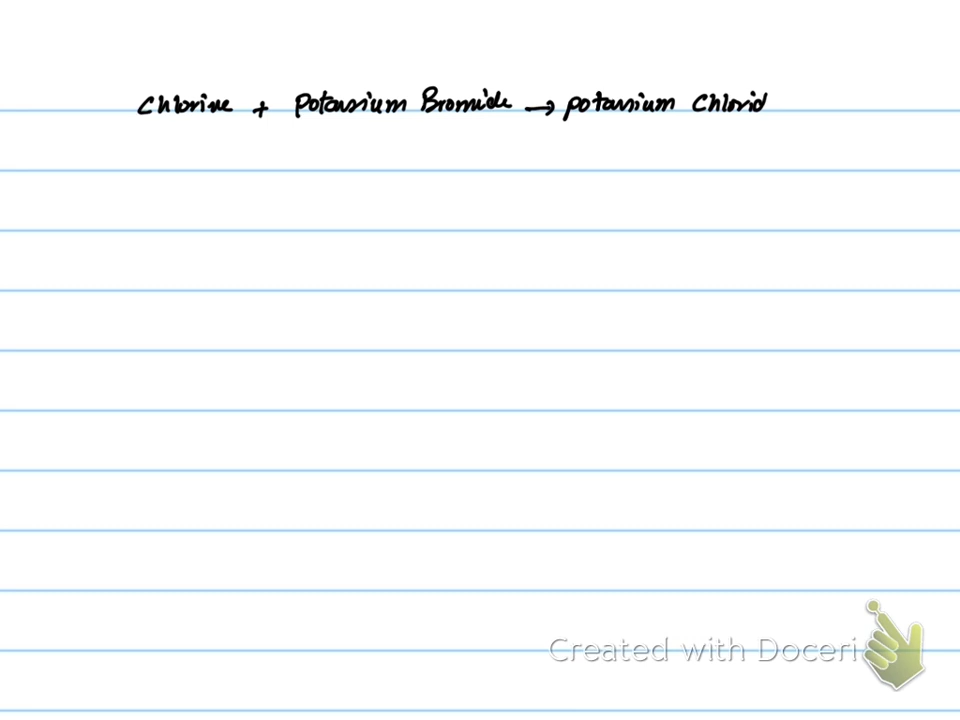 Chlorine + Potassium Bromide → potassium Chlorid
Created with Doceri